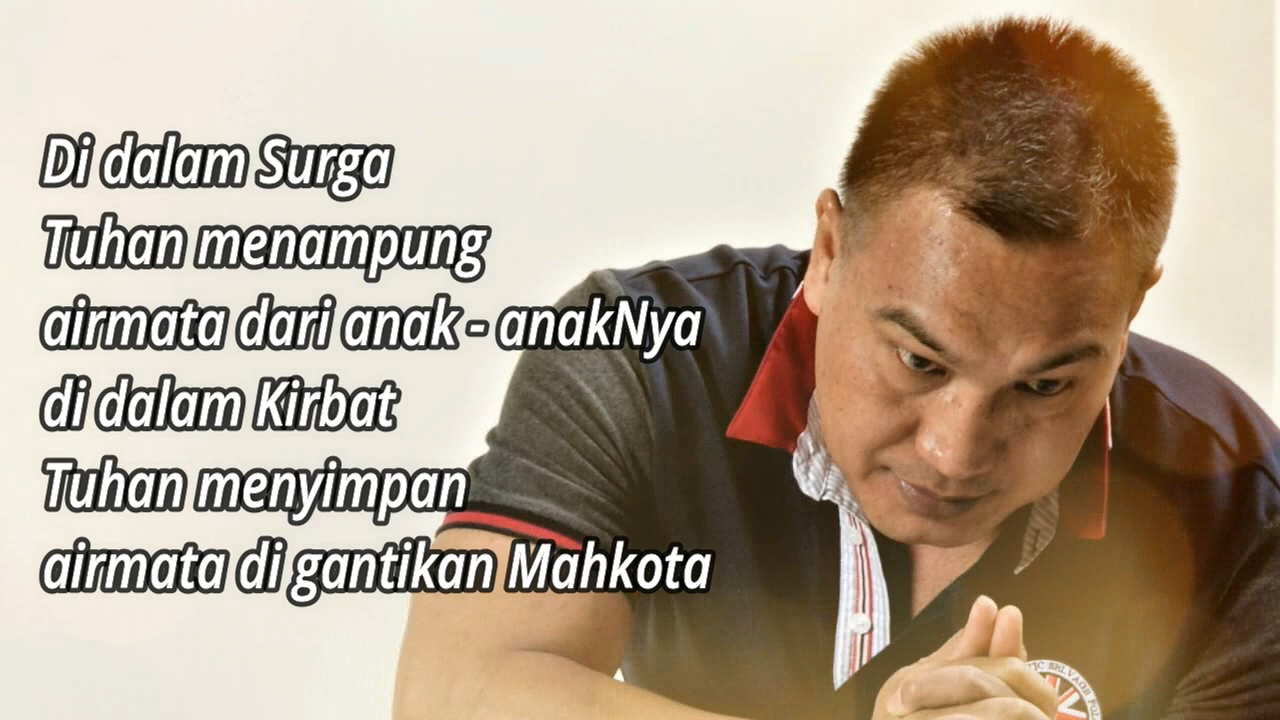 Di dalam Surga
Tuhan menampung
airmata dari anak - anakNya
di dalam Kirbat
Tuhan menyimpan
airmata di gantikan Mahkota